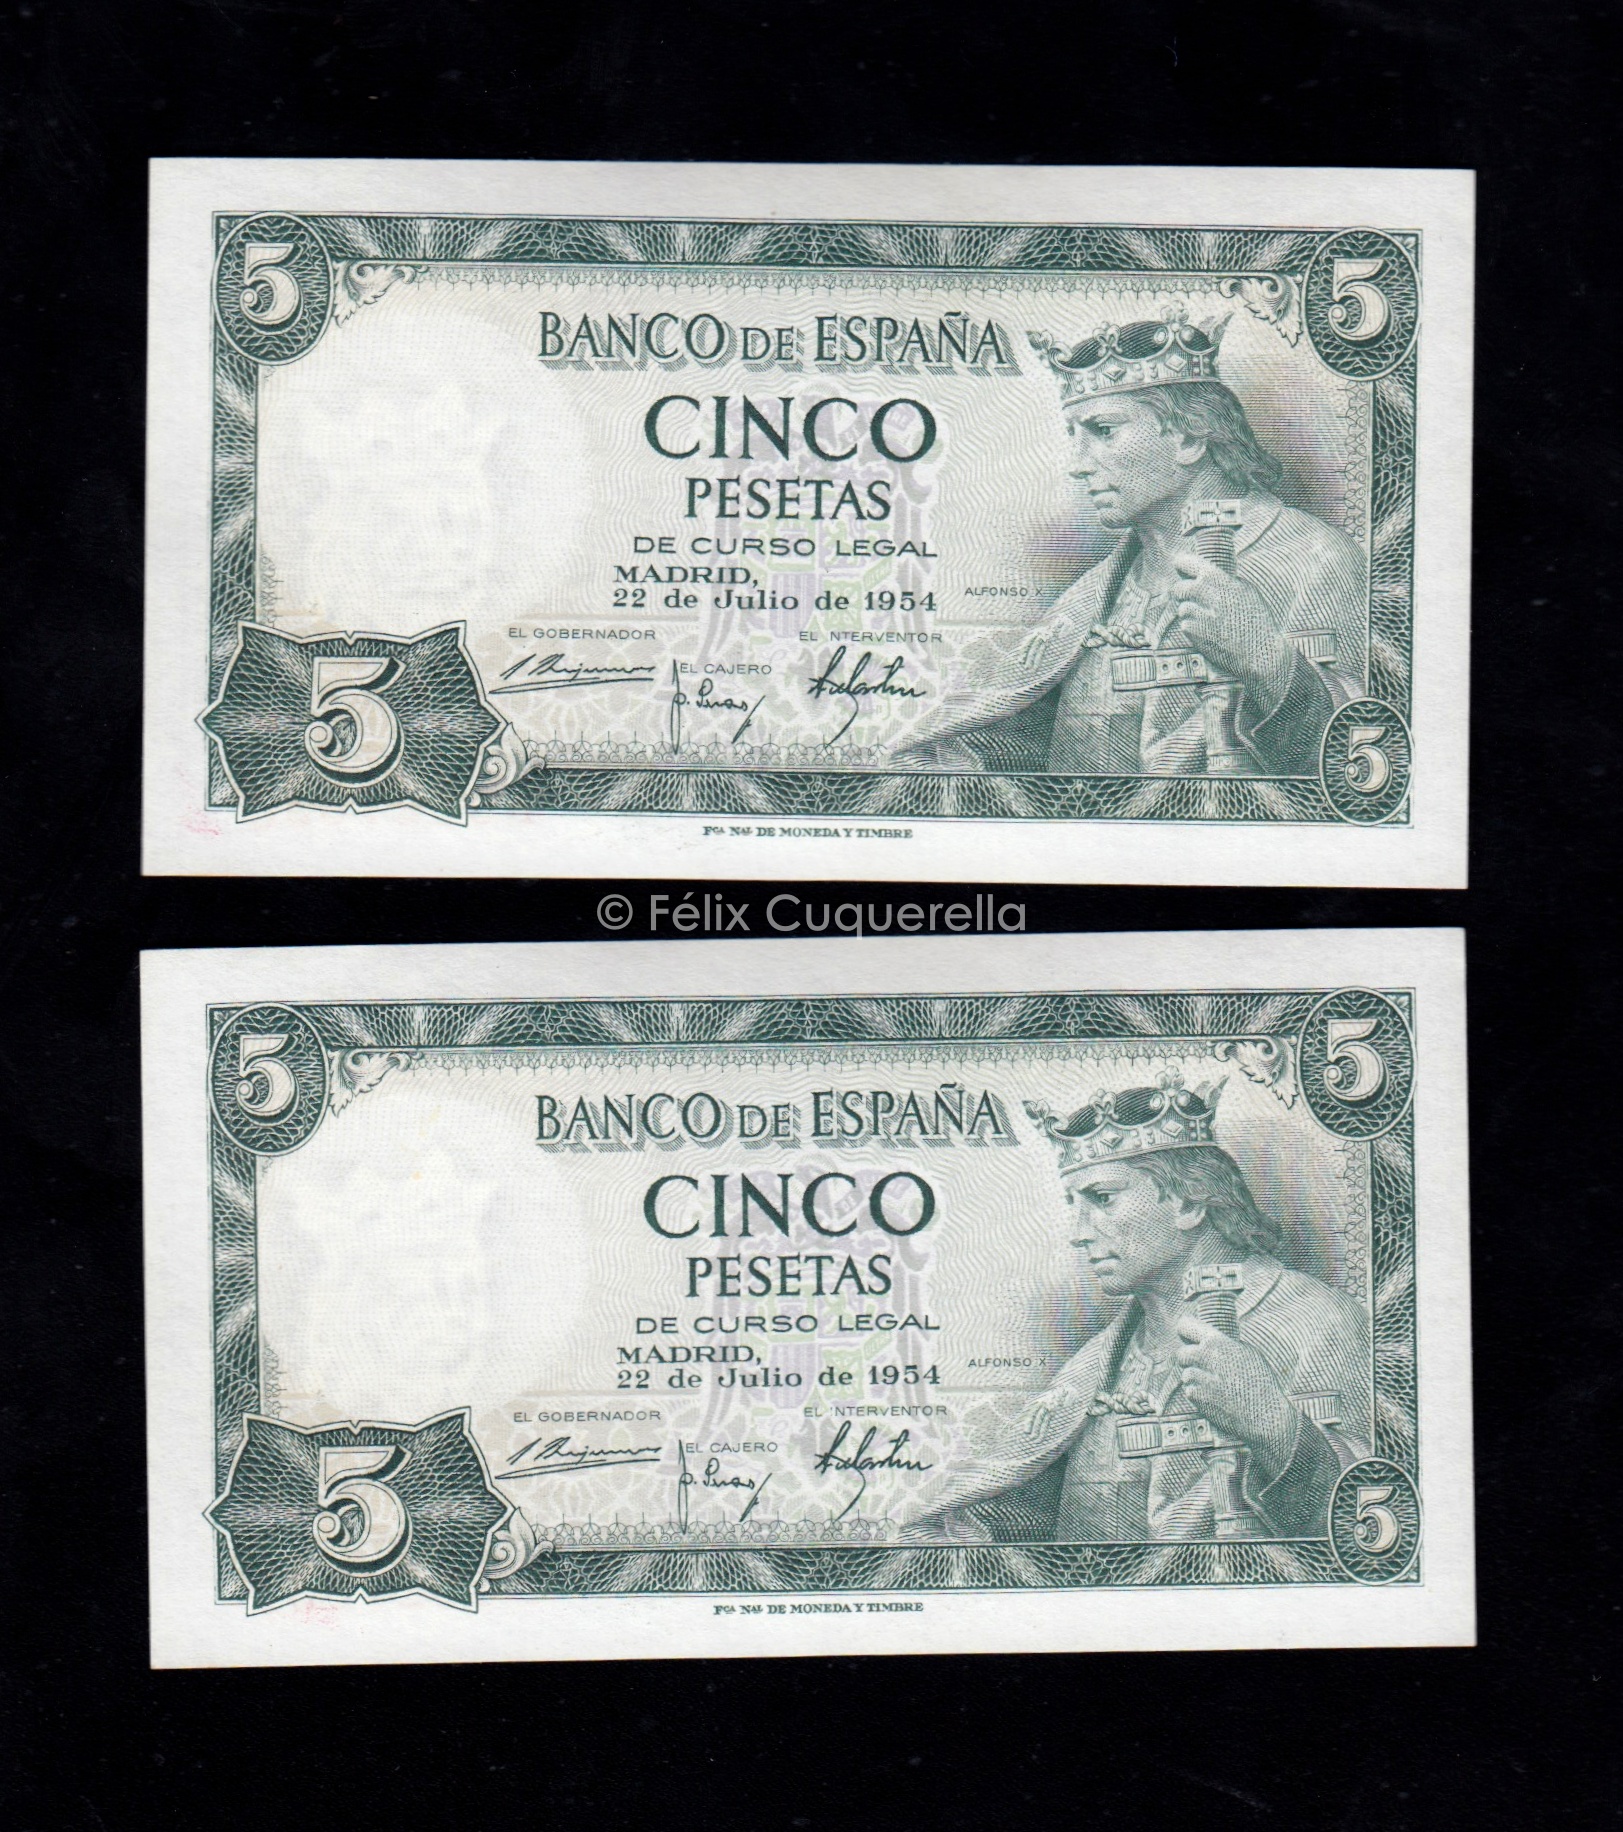 5 5
BANCO DE ESPAÑA
CINCO
PESETAS
DE CURSO LEGAL
MADRID,
22 de Julio de 1954
ALFONSO X
EL GOBERNADOR
EL NTERVENTOR
EL CAJERO
5 5
Fca Nal DE MONEDA Y TIMBRE
© Félix Cuquerella
5 5
BANCO DE ESPAÑA
CINCO
PESETAS
DE CURSO LEGAL
MADRID,
22 de Julio de 1954
ALFONSO X
EL GOBERNADOR
EL INTERVENTOR
EL CAJERO
5 5
Fca Nal DE MONEDA Y TIMBRE